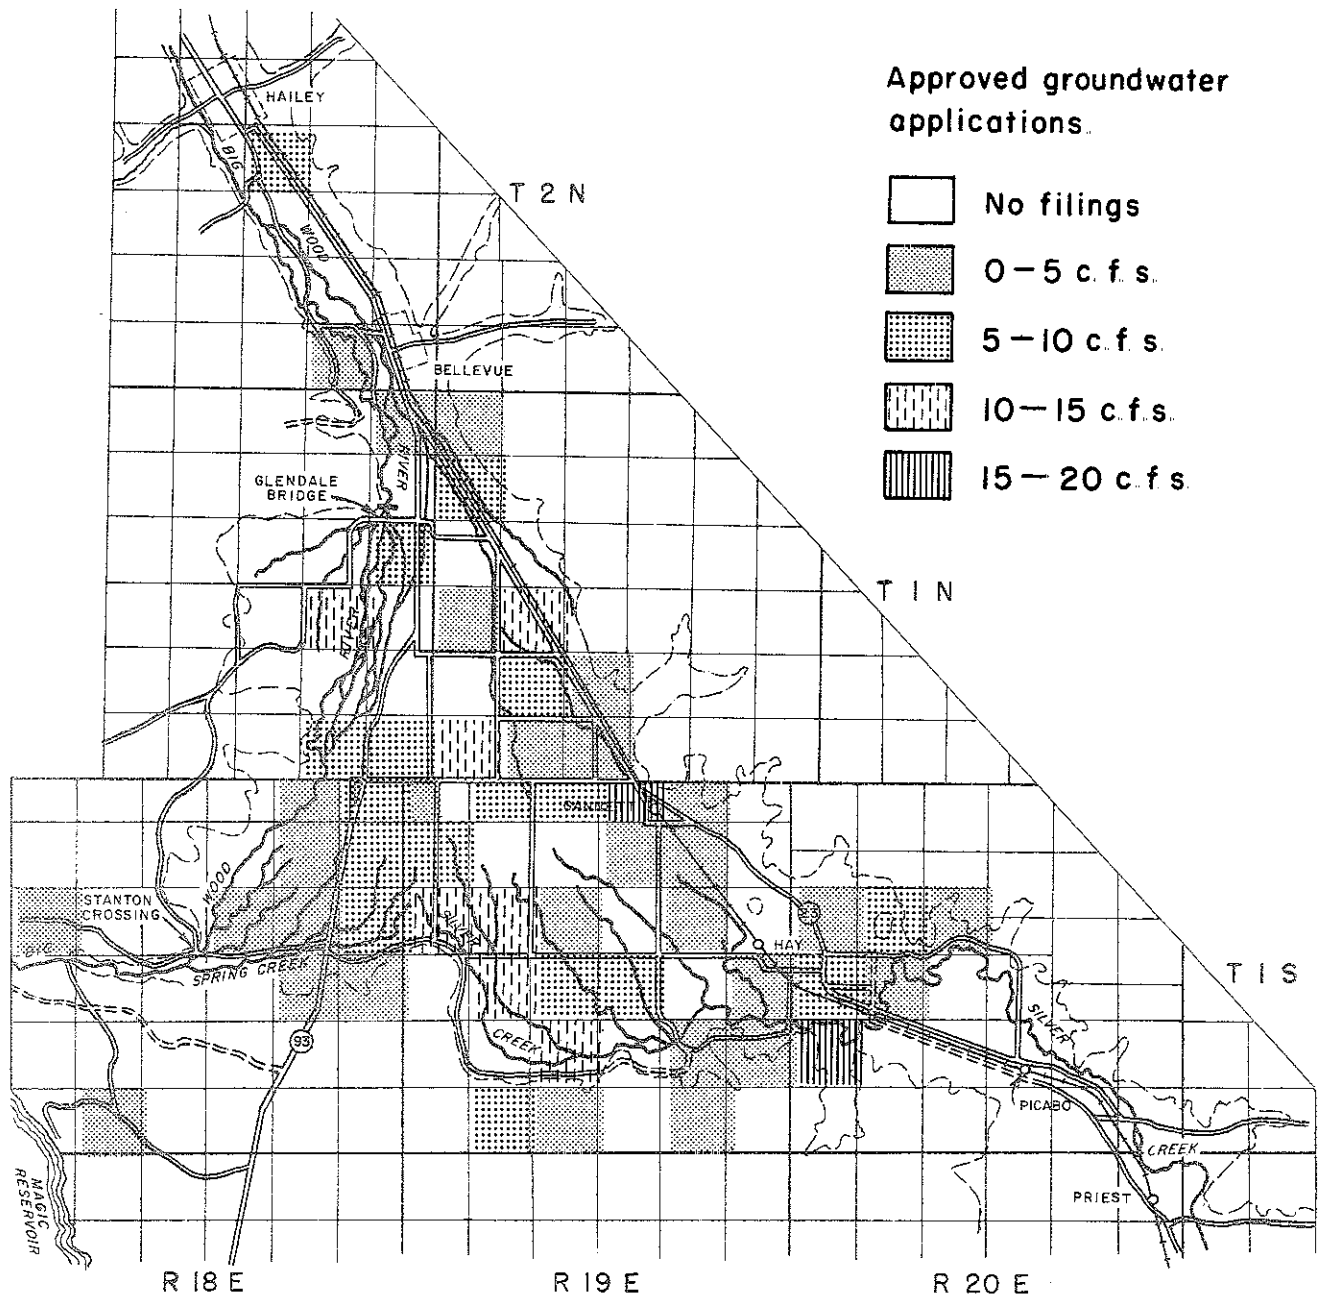 Approved groundwater
applications.
No filings
0-5 c.f.s.
5-10 c.f.s.
10-15 c.f.s.
15-20 c.f.s.
HAILEY
BIG
WOOD
T 2 N
BELLEVUE
RIVER
GLENDALE
BRIDGE
T 1 N
STANTON
CROSSING
WOOD
BIG
SPRING CREEK
HAY
93
CREEK
SILVER
T 1 S
PICABO
CREEK
PRIEST
MAGIC
RESERVOIR
R 18 E
R 19 E
R 20 E